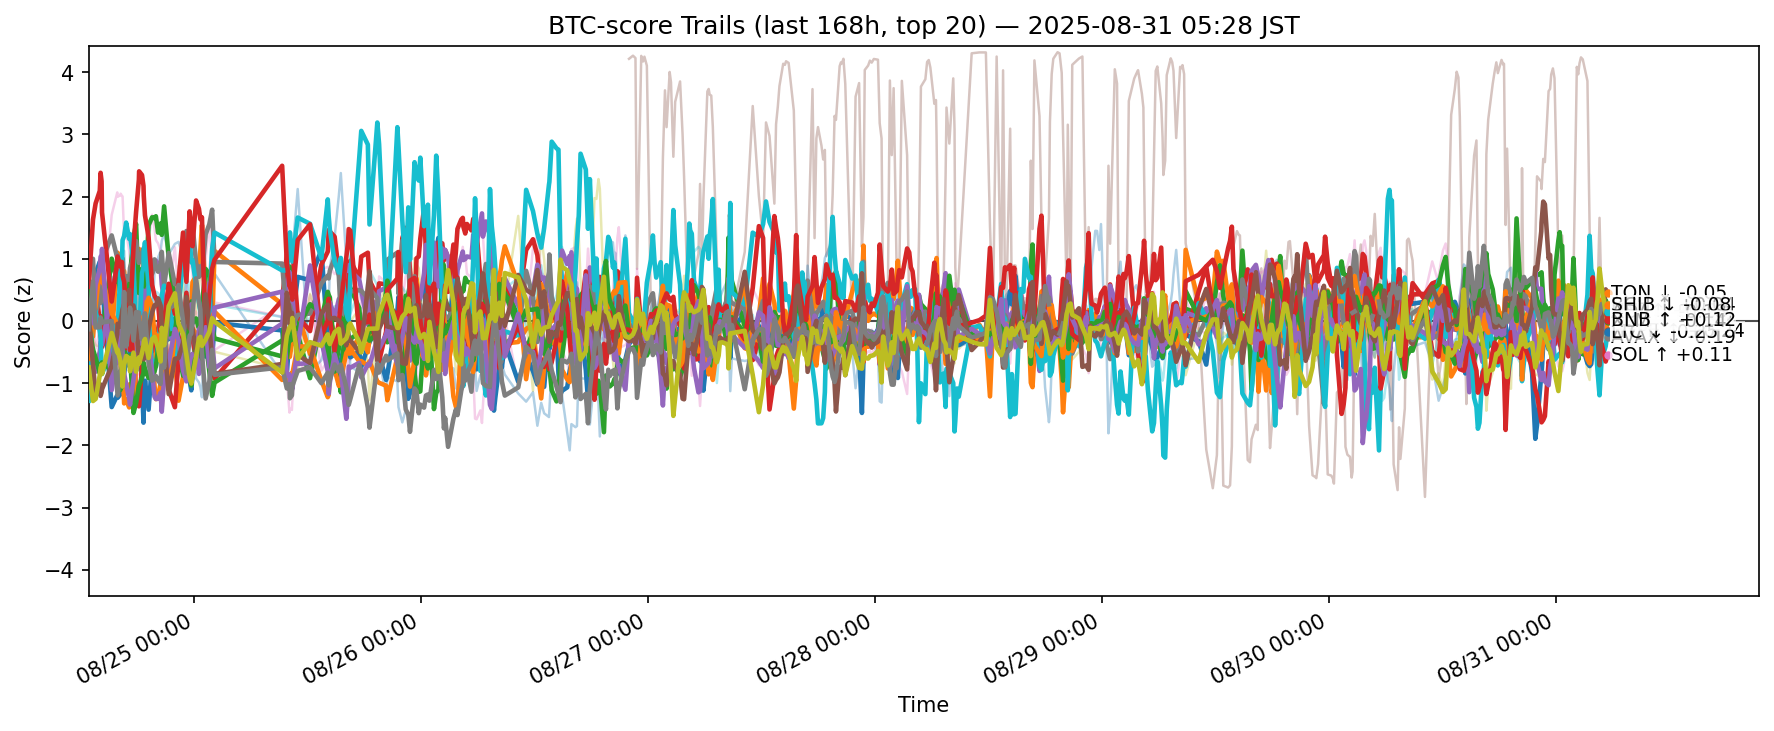 BTC-score Trails (last 168h, top 20) — 2025-08-31 05:28 JST
Score (z)
4
3
2
1
0
−1
−2
−3
−4
TON ↓ -0.05
SHIB ↓ -0.08
BNB ↑ +0.12
SOL ↑ +0.11
08/25 00:00
08/26 00:00
08/27 00:00
08/28 00:00
08/29 00:00
08/30 00:00
08/31 00:00
Time